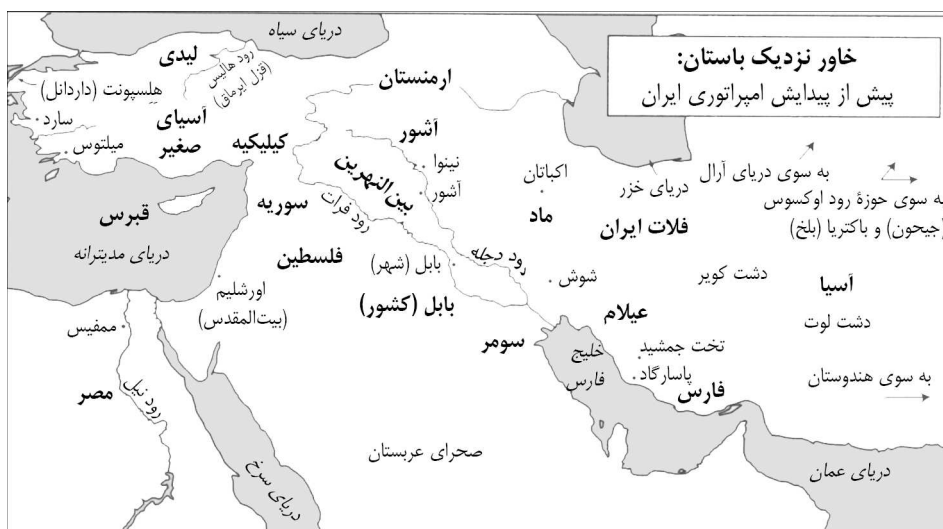 خاور نزدیک باستان:
پیش از پیدایش امپراتوری ایران
دریای سیاه
لیدی
رود هالیس
(قزل ایرماق)
هِلِسپونت (داردانل)
سارد
میلتوس
آسیای
صغیر
کیلیکیه
ارمنستان
آشور
نینوا
آشور
بین‌النهرین
رود فرات
رود دجله
سوریه
قبرس
دریای مدیترانه
فلسطین
اورشلیم
(بیت‌المقدس)
بابل (شهر)
بابل (کشور)
سومر
ممفیس
مصر
رود نیل
دریای سرخ
صحرای عربستان
اکباتان
ماد
دریای خزر
فلات ایران
به سوی دریای آرال
به سوی حوزهٔ رود اوکسوس
(جیحون) و باکتریا (بلخ)
شوش
عیلام
دشت کویر
آسیا
دشت لوت
تخت جمشید
پاسارگاد
فارس
خلیج
فارس
به سوی هندوستان
دریای عمان